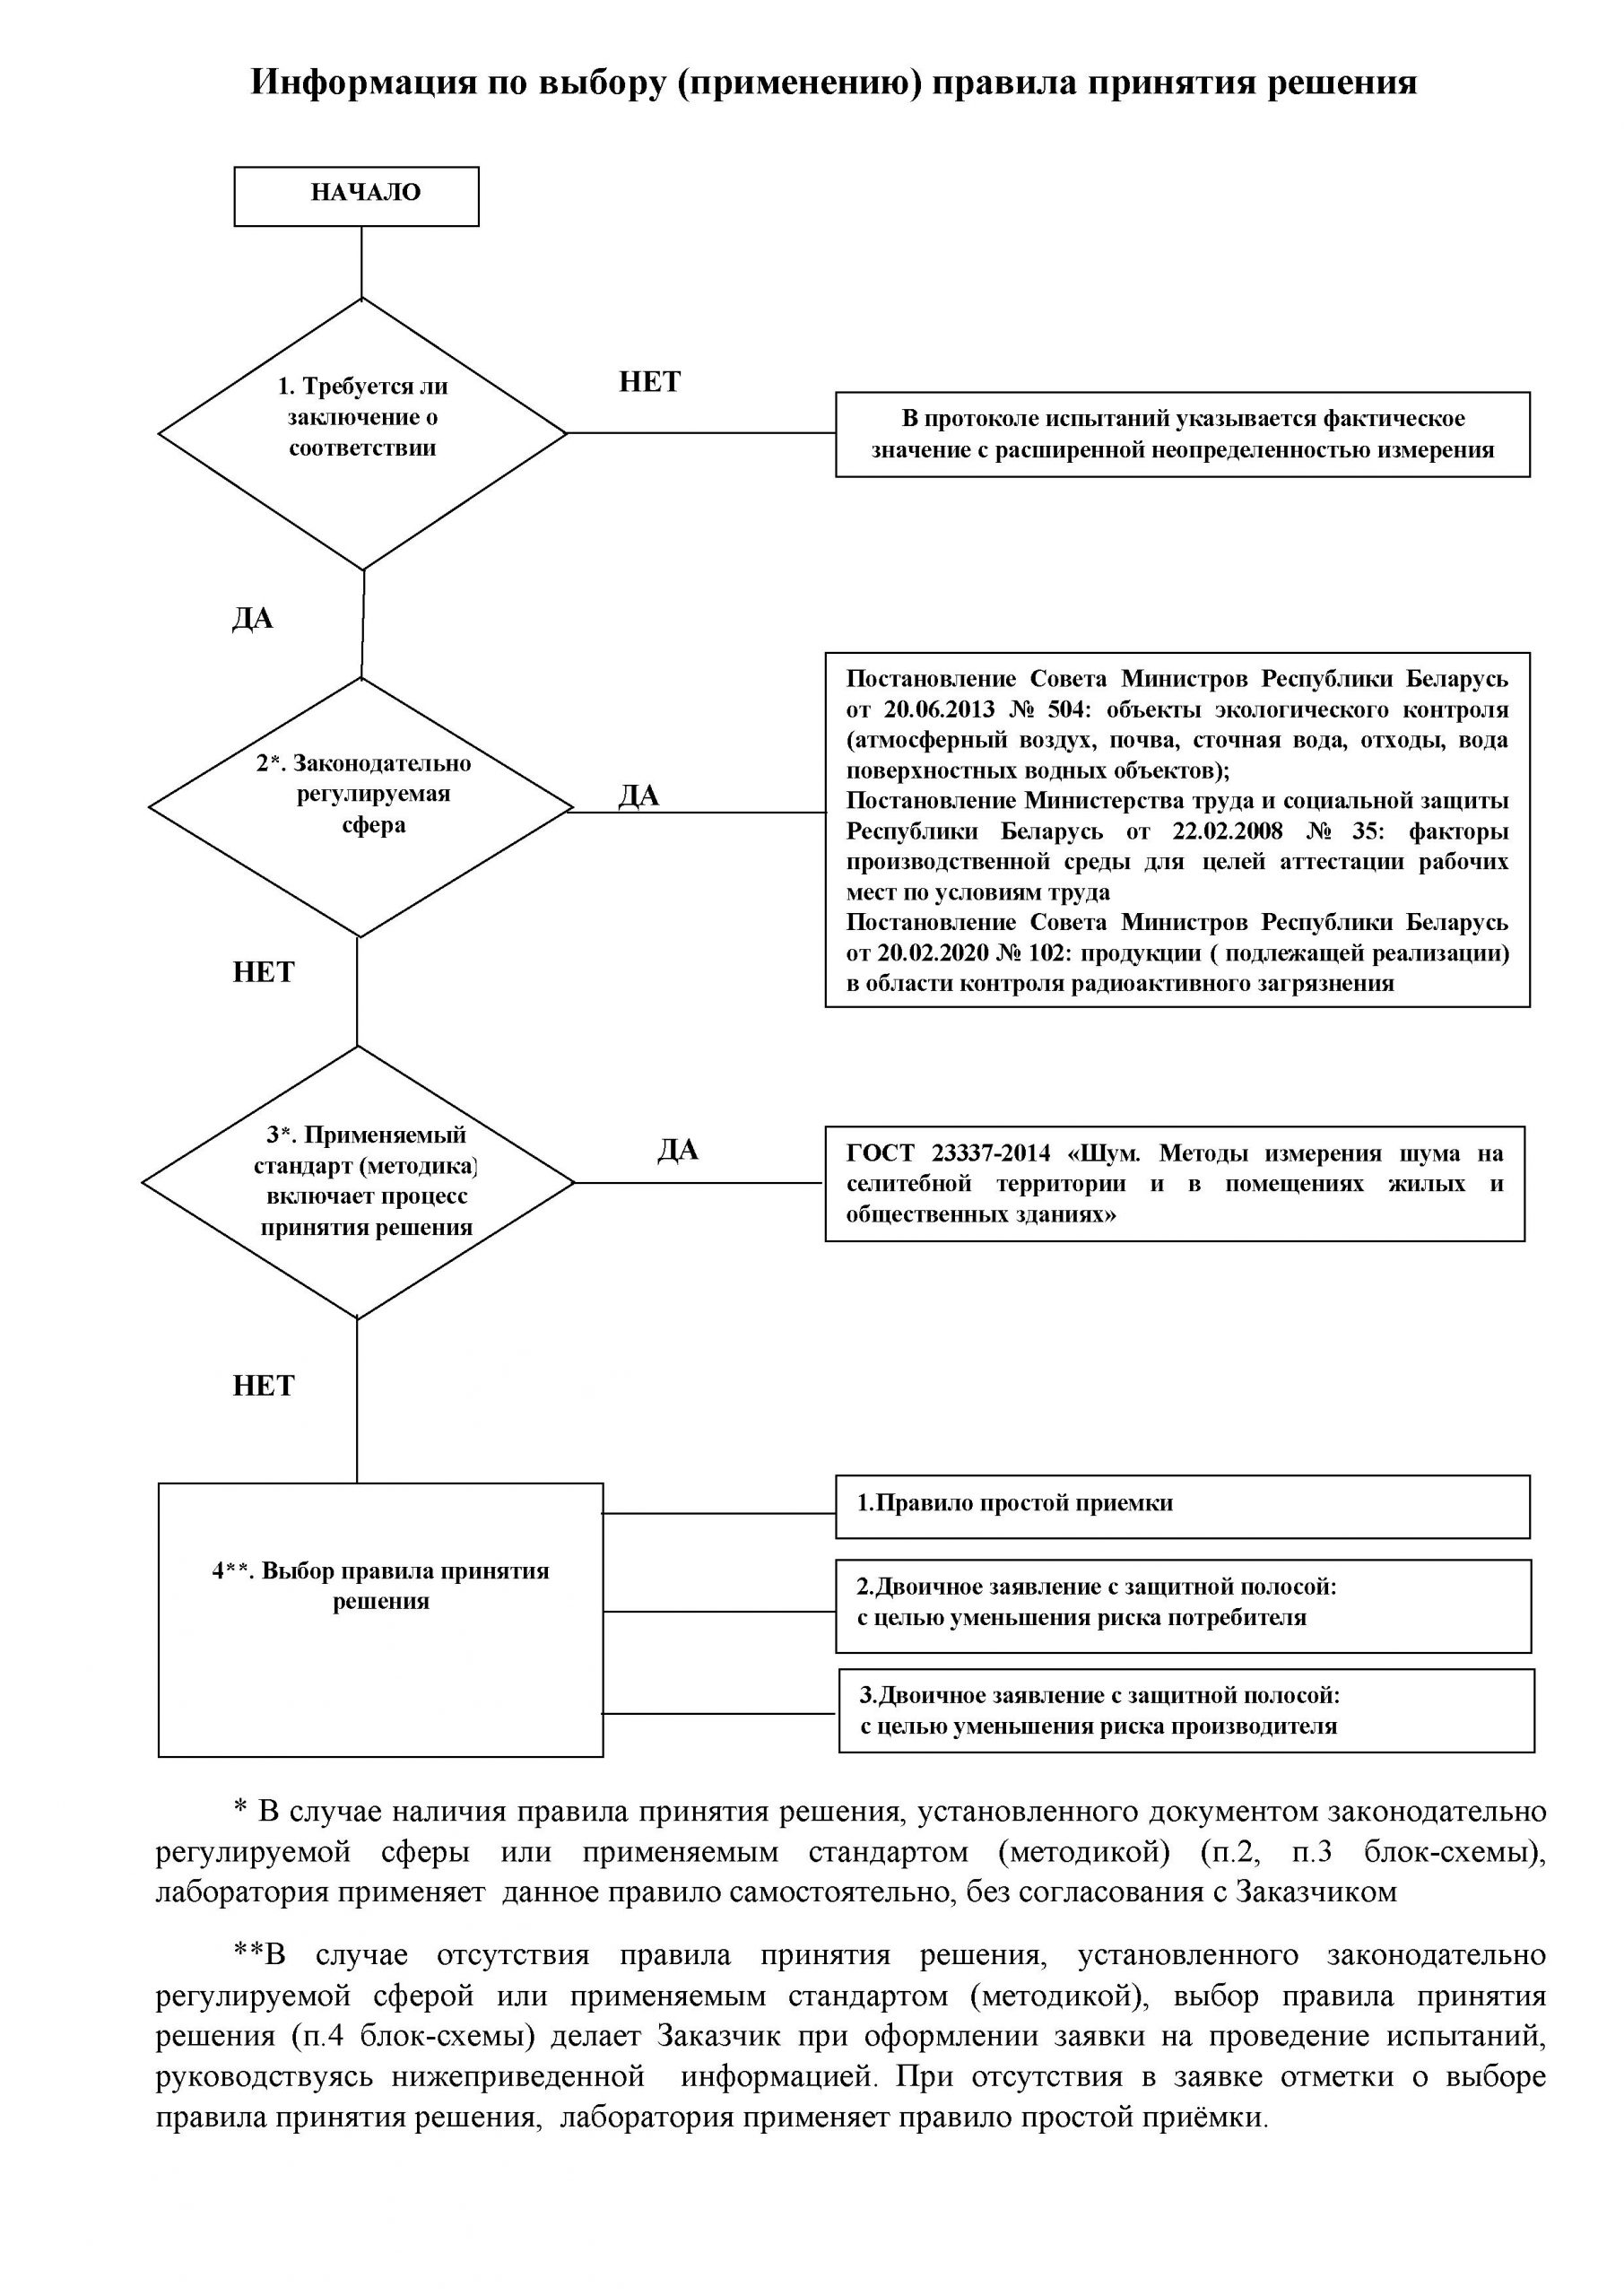 Информация по выбору (применению) правила принятия решения
НАЧАЛО
1. Требуется ли
заключение о
соответствии
НЕТ
В протоколе испытаний указывается фактическое
значение с расширенной неопределенностью измерения
ДА
2*. Законодательно
регулируемая
сфера
ДА
Постановление Совета Министров Республики Беларусь
от 20.06.2013 № 504: объекты экологического контроля
(атмосферный воздух, почва, сточная вода, отходы, вода
поверхностных водных объектов);
Постановление Министерства труда и социальной защиты
Республики Беларусь от 22.02.2008 № 35: факторы
производственной среды для целей аттестации рабочих
мест по условиям труда
Постановление Совета Министров Республики Беларусь
от 20.02.2020 № 102: продукции ( подлежащей реализации)
в области контроля радиоактивного загрязнения
НЕТ
3*. Применяемый
стандарт (методика)
включает процесс
принятия решения
ДА
ГОСТ 23337-2014 «Шум. Методы измерения шума на
селитебной территории и в помещениях жилых и
общественных зданиях»
НЕТ
4**. Выбор правила принятия
решения
1.Правило простой приемки
2.Двоичное заявление с защитной полосой:
с целью уменьшения риска потребителя
3.Двоичное заявление с защитной полосой:
с целью уменьшения риска производителя
* В случае наличия правила принятия решения, установленного документом законодательно
регулируемой сферы или применяемым стандартом (методикой) (п.2, п.3 блок-схемы),
лаборатория применяет данное правило самостоятельно, без согласования с Заказчиком
**В случае отсутствия правила принятия решения, установленного законодательно
регулируемой сферой или применяемым стандартом (методикой), выбор правила принятия
решения (п.4 блок-схемы) делает Заказчик при оформлении заявки на проведение испытаний,
руководствуясь нижеприведенной информацией. При отсутствия в заявке отметки о выборе
правила принятия решения, лаборатория применяет правило простой приёмки.